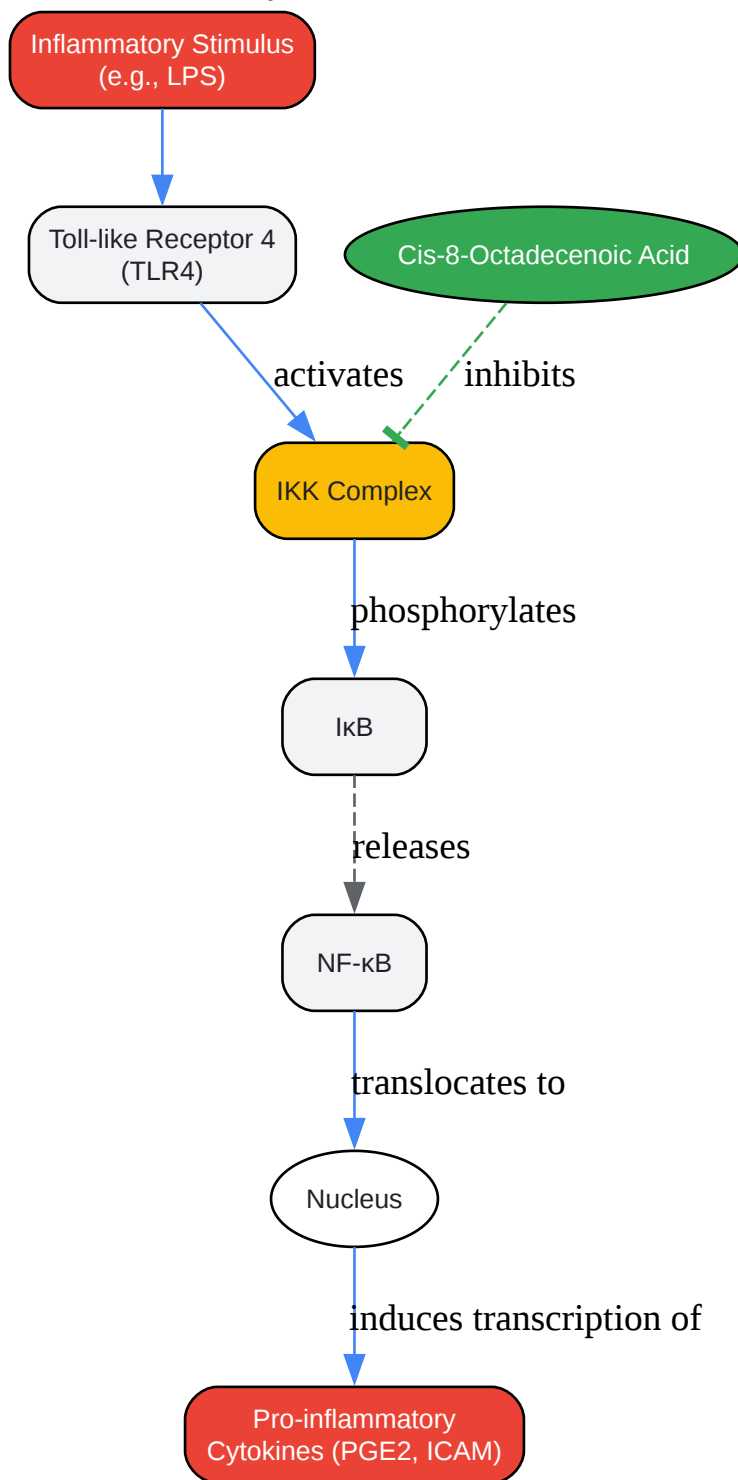 Inflammatory Stimulus
(e.g., LPS)
Toll-like Receptor 4
(TLR4)
Cis-8-Octadecenoic Acid
activates
inhibits
IKK Complex
phosphorylates
IκB
releases
NF-κB
translocates to
Nucleus
induces transcription of
Pro-inflammatory
Cytokines (PGE2, ICAM)